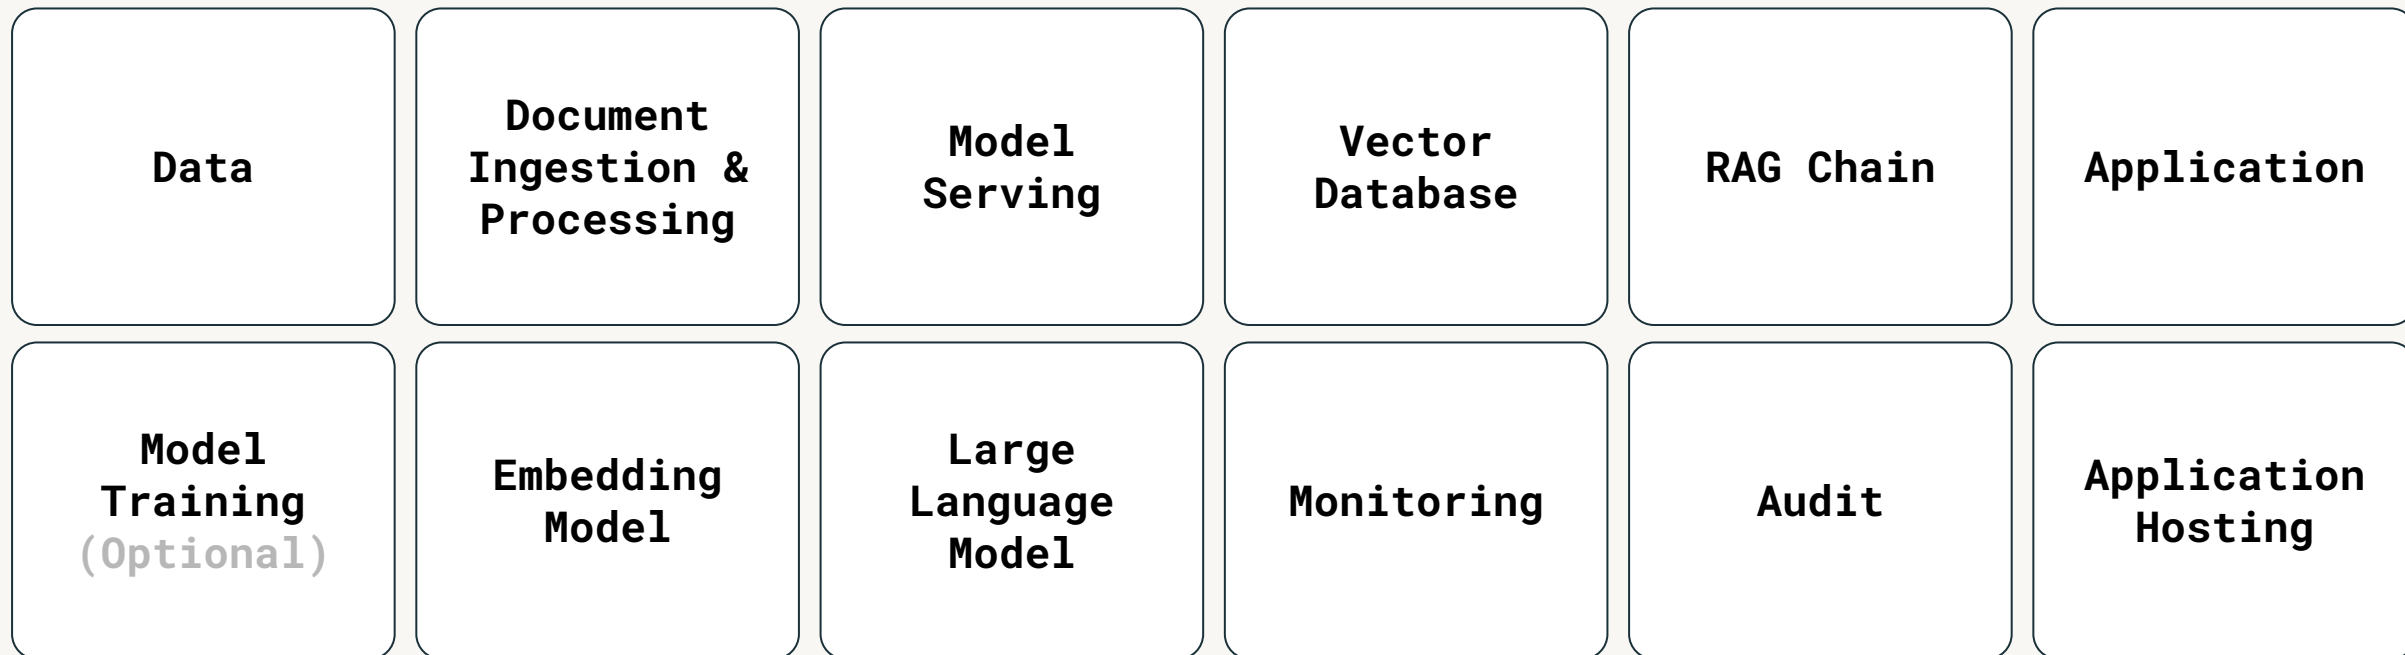 Data
Document
Ingestion &
Processing
Model
Serving
Vector
Database
RAG Chain
Application
Model
Training
(Optional)
Embedding
Model
Large
Language
Model
Monitoring
Audit
Application
Hosting